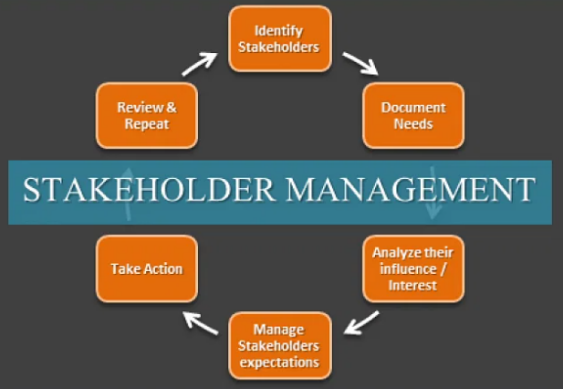 Identify
Stakeholders
Review &
Repeat
Document
Needs
STAKEHOLDER MANAGEMENT
Take Action
Analyze their
influence /
Interest
Manage
Stakeholders
expectations